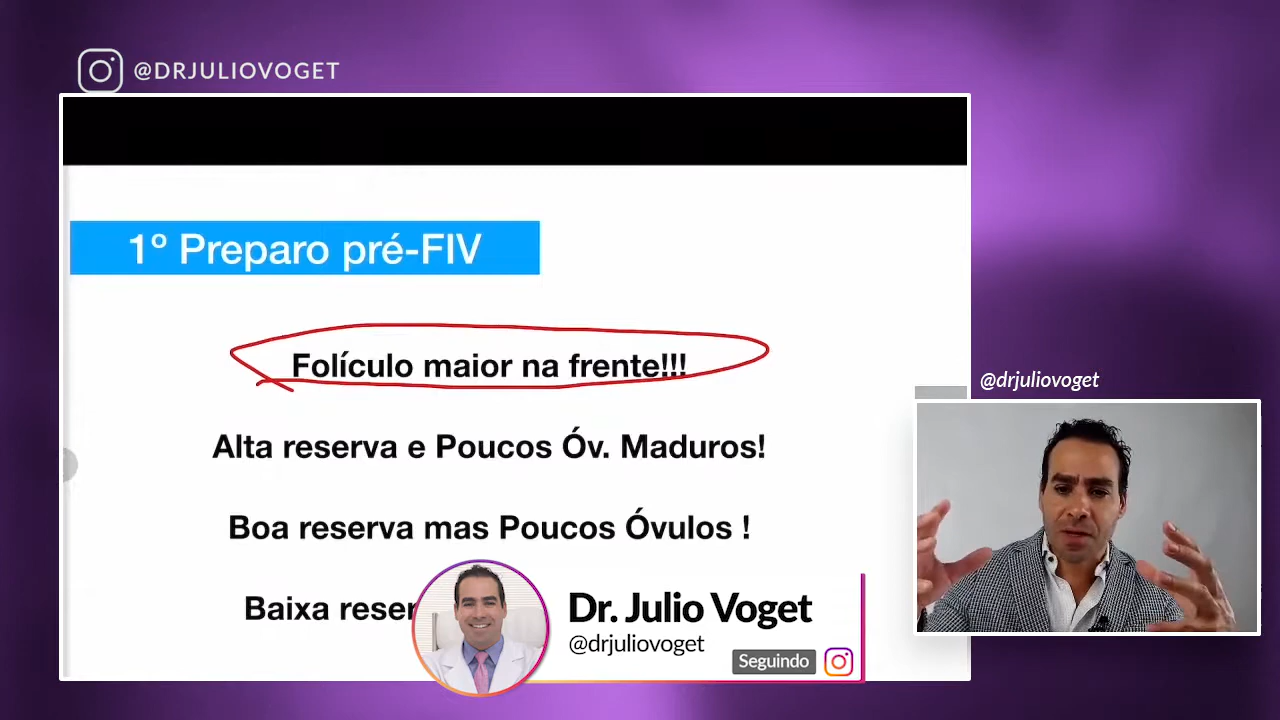 @DRJULIOVOGET
1º Preparo pré-FIV
Folículo maior na frente!!!
Alta reserva e Poucos Óv. Maduros!
Boa reserva mas Poucos Óvulos !
Baixa
Dr. Julio Voget
@drjuliovoget
Seguindo
@drjuliovoget